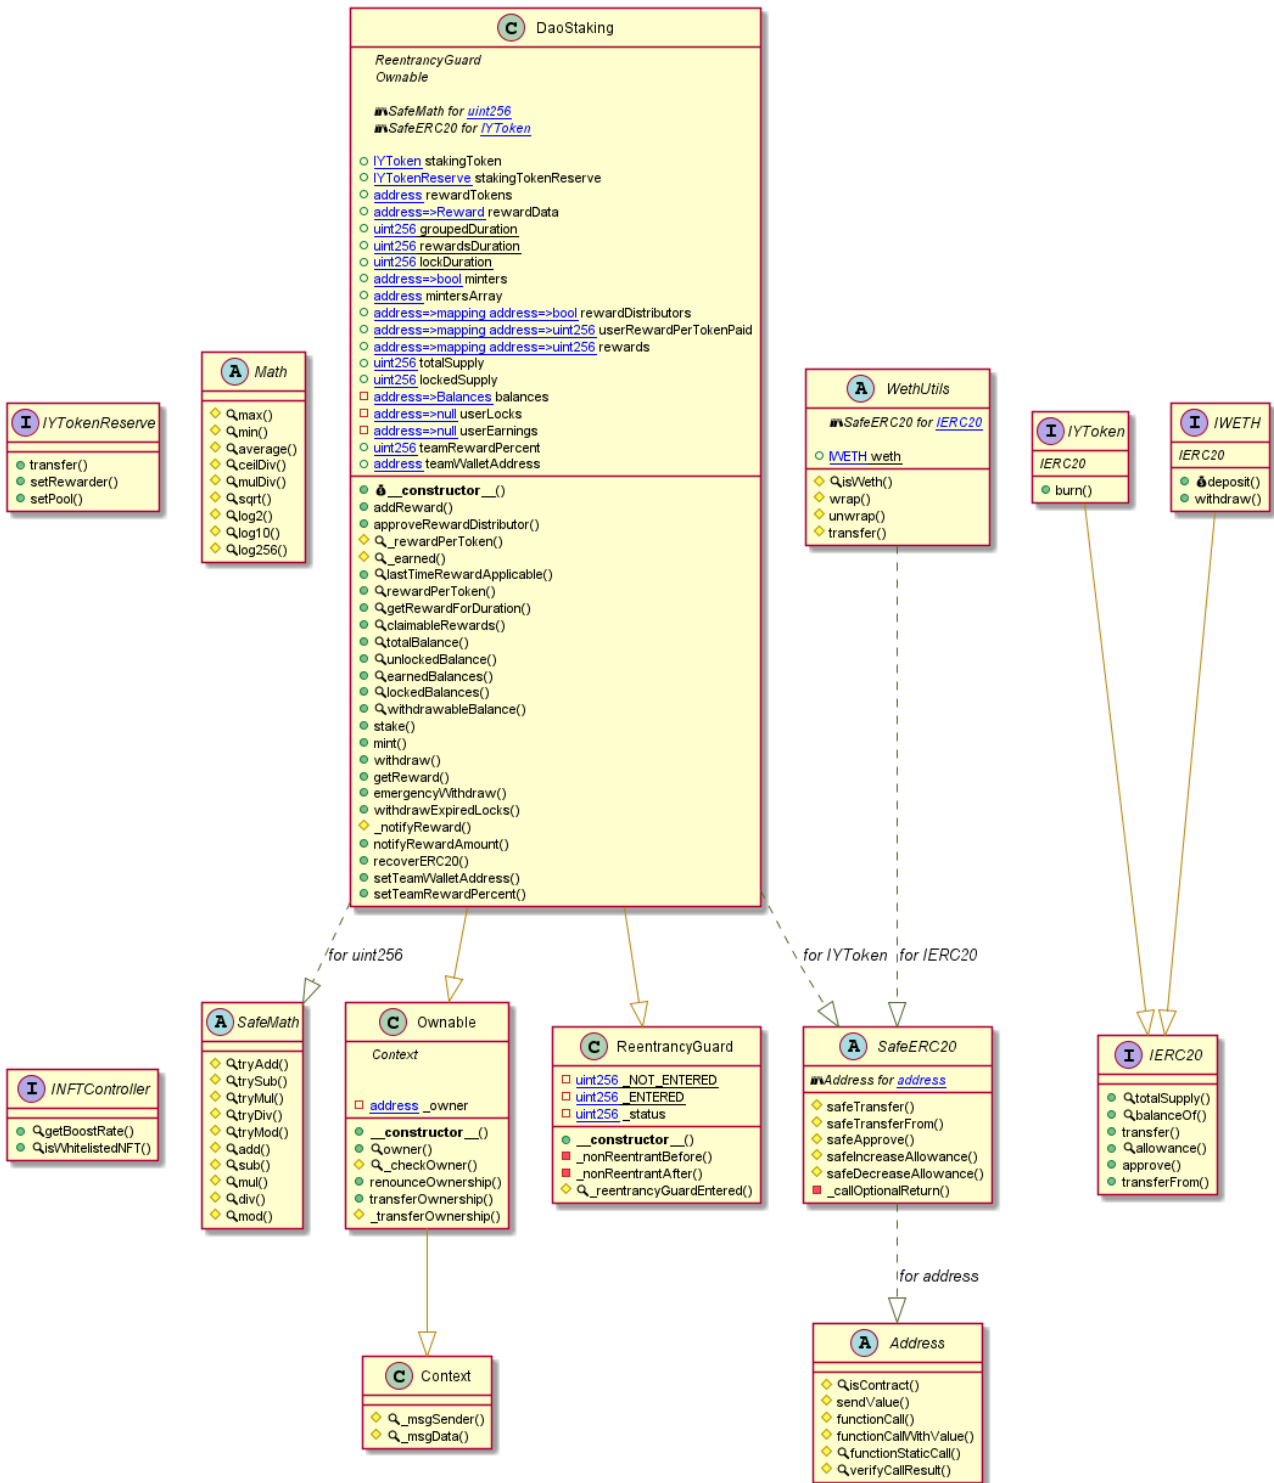 C DaoStaking
ReentrancyGuard
Ownable
SafeMath for uint256
SafeERC20 for IYToken
IYToken stakingToken
IYTokenReserve stakingTokenReserve
address rewardTokens
address=>Reward rewardData
uint256 groupedDuration
uint256 rewardsDuration
uint256 lockDuration
address=>bool minters
address mintersArray
address=>mapping address=>bool rewardDistributors
address=>mapping address=>uint256 userRewardPerTokenPaid
address=>mapping address=>uint256 rewards
uint256 totalSupply
uint256 lockedSupply
address=>Balances balances
address=>null userLocks
address=>null userEarnings
uint256 teamRewardPercent
address teamWalletAddress
__constructor__()
addReward()
approveRewardDistributor()
_rewardPerToken()
_earned()
lastTimeRewardApplicable()
rewardPerToken()
getRewardForDuration()
claimableRewards()
totalBalance()
unlockedBalance()
earnedBalances()
lockedBalances()
withdrawableBalance()
stake()
mint()
withdraw()
getReward()
emergencyWithdraw()
withdrawExpiredLocks()
_notifyReward()
notifyRewardAmount()
recoverERC20()
setTeamWalletAddress()
setTeamRewardPercent()
I IYTokenReserve
transfer()
setRewarder()
setPool()
A Math
max()
min()
average()
ceilDiv()
mulDiv()
sqrt()
log2()
log10()
log256()
A WethUtils
SafeERC20 for IERC20
IWETH weth
isWeth()
wrap()
unwrap()
transfer()
I IYToken
IERC20
burn()
I IWETH
IERC20
deposit()
withdraw()
for uint256
for IYToken
for IERC20
I INFTController
getBoostRate()
isWhitelistedNFT()
A SafeMath
tryAdd()
trySub()
tryMul()
tryDiv()
tryMod()
add()
sub()
mul()
div()
mod()
C Ownable
Context
address _owner
__constructor__()
owner()
_checkOwner()
renounceOwnership()
transferOwnership()
_transferOwnership()
C ReentrancyGuard
uint256 _NOT_ENTERED
uint256 _ENTERED
uint256 _status
__constructor__()
_nonReentrantBefore()
_nonReentrantAfter()
_reentrancyGuardEntered()
A SafeERC20
Address for address
safeTransfer()
safeTransferFrom()
safeApprove()
safeIncreaseAllowance()
safeDecreaseAllowance()
_callOptionalReturn()
I IERC20
totalSupply()
balanceOf()
transfer()
allowance()
approve()
transferFrom()
for address
C Context
_msgSender()
_msgData()
A Address
isContract()
sendValue()
functionCall()
functionCallWithValue()
functionStaticCall()
verifyCallResult()